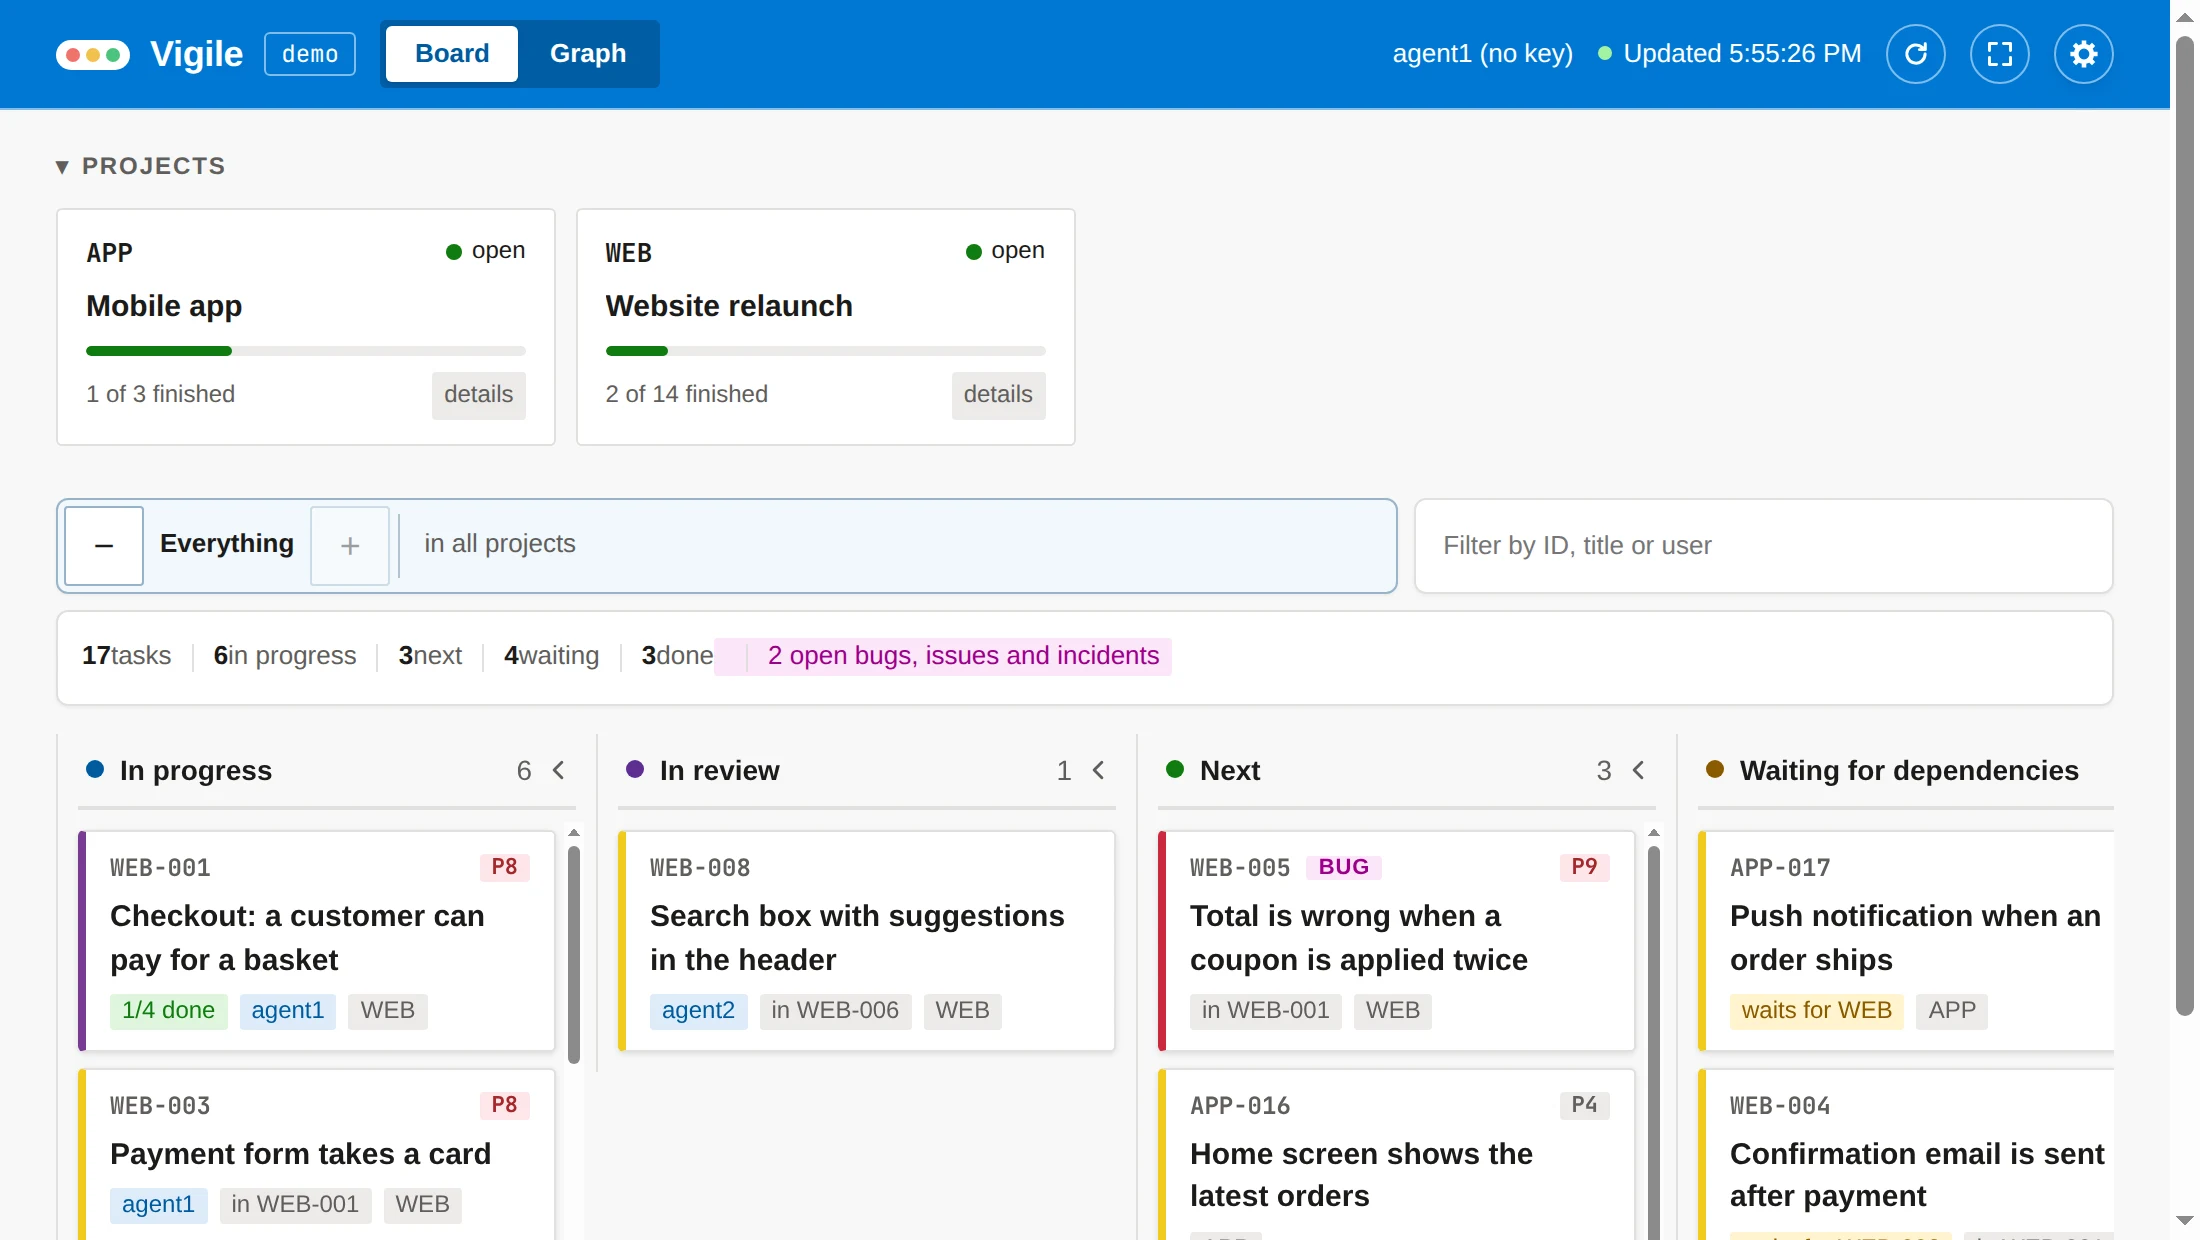 Vigile demo Board Graph agent1 (no key) Updated 5:55:26 PM
▼ PROJECTS
APP open
Mobile app
1 of 3 finished details
WEB open
Website relaunch
2 of 14 finished details
− Everything + in all projects
Filter by ID, title or user
17tasks 6in progress 3next 4waiting 3done 2 open bugs, issues and incidents
In progress 6
WEB-001 P8
Checkout: a customer can
pay for a basket
1/4 done agent1 WEB
WEB-003 P8
Payment form takes a card
agent1 in WEB-001 WEB
In review 1
WEB-008
Search box with suggestions
in the header
agent2 in WEB-006 WEB
Next 3
WEB-005 BUG P9
Total is wrong when a
coupon is applied twice
in WEB-001 WEB
APP-016 P4
Home screen shows the
latest orders
Waiting for dependencies
APP-017
Push notification when an
order ships
waits for WEB APP
WEB-004
Confirmation email is sent
after payment